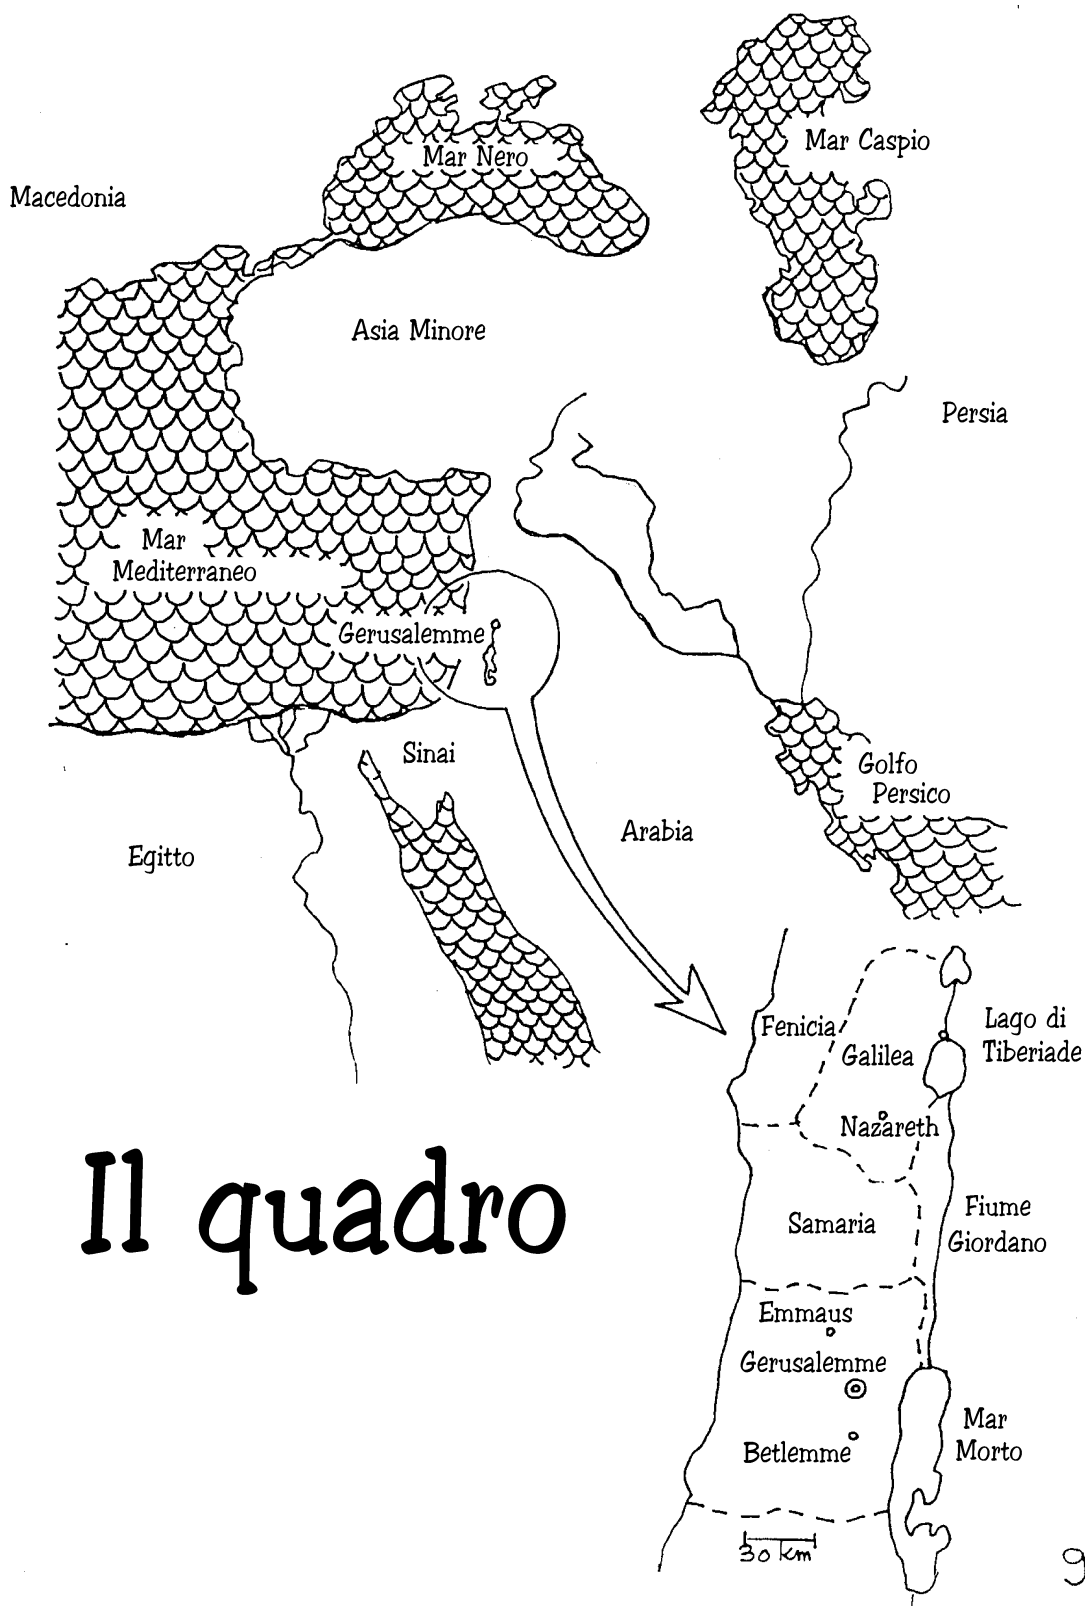 Mar Nero
Mar Caspio
Macedonia
Asia Minore
Persia
Mar
Mediterraneo
Gerusalemme
Sinai
Golfo
Persico
Arabia
Egitto
Fenicia
Galilea
Lago di
Tiberiade
Nazareth
Il quadro
Samaria
Fiume
Giordano
Emmaus
Gerusalemme
Mar
Morto
Betlemme
30 km
9